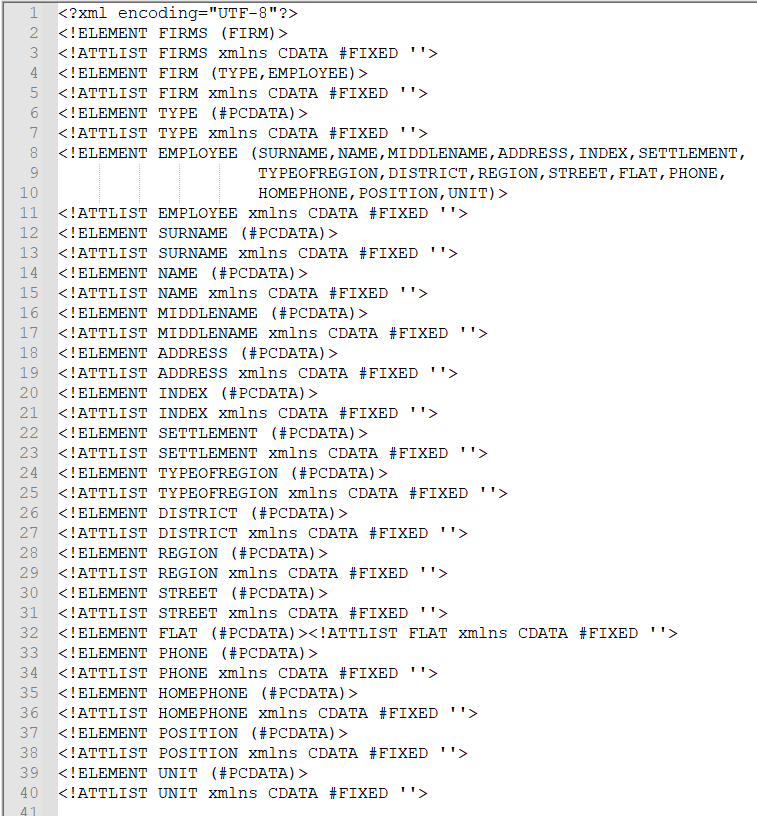 1 <?xml encoding="UTF-8"?>
2 <!ELEMENT FIRMS (FIRM)>
3 <!ATTLIST FIRMS xmlns CDATA #FIXED ''>
4 <!ELEMENT FIRM (TYPE,EMPLOYEE)>
5 <!ATTLIST FIRM xmlns CDATA #FIXED ''>
6 <!ELEMENT TYPE (#PCDATA)>
7 <!ATTLIST TYPE xmlns CDATA #FIXED ''>
8 <!ELEMENT EMPLOYEE (SURNAME,NAME,MIDDLENAME,ADDRESS,INDEX,SETTLEMENT,
9 TYPEOFREGION,DISTRICT,REGION,STREET,FLAT,PHONE,
10 HOMEPHONE,POSITION,UNIT)>
11 <!ATTLIST EMPLOYEE xmlns CDATA #FIXED ''>
12 <!ELEMENT SURNAME (#PCDATA)>
13 <!ATTLIST SURNAME xmlns CDATA #FIXED ''>
14 <!ELEMENT NAME (#PCDATA)>
15 <!ATTLIST NAME xmlns CDATA #FIXED ''>
16 <!ELEMENT MIDDLENAME (#PCDATA)>
17 <!ATTLIST MIDDLENAME xmlns CDATA #FIXED ''>
18 <!ELEMENT ADDRESS (#PCDATA)>
19 <!ATTLIST ADDRESS xmlns CDATA #FIXED ''>
20 <!ELEMENT INDEX (#PCDATA)>
21 <!ATTLIST INDEX xmlns CDATA #FIXED ''>
22 <!ELEMENT SETTLEMENT (#PCDATA)>
23 <!ATTLIST SETTLEMENT xmlns CDATA #FIXED ''>
24 <!ELEMENT TYPEOFREGION (#PCDATA)>
25 <!ATTLIST TYPEOFREGION xmlns CDATA #FIXED ''>
26 <!ELEMENT DISTRICT (#PCDATA)>
27 <!ATTLIST DISTRICT xmlns CDATA #FIXED ''>
28 <!ELEMENT REGION (#PCDATA)>
29 <!ATTLIST REGION xmlns CDATA #FIXED ''>
30 <!ELEMENT STREET (#PCDATA)>
31 <!ATTLIST STREET xmlns CDATA #FIXED ''>
32 <!ELEMENT FLAT (#PCDATA)><!ATTLIST FLAT xmlns CDATA #FIXED ''>
33 <!ELEMENT PHONE (#PCDATA)>
34 <!ATTLIST PHONE xmlns CDATA #FIXED ''>
35 <!ELEMENT HOMEPHONE (#PCDATA)>
36 <!ATTLIST HOMEPHONE xmlns CDATA #FIXED ''>
37 <!ELEMENT POSITION (#PCDATA)>
38 <!ATTLIST POSITION xmlns CDATA #FIXED ''>
39 <!ELEMENT UNIT (#PCDATA)>
40 <!ATTLIST UNIT xmlns CDATA #FIXED ''>
41